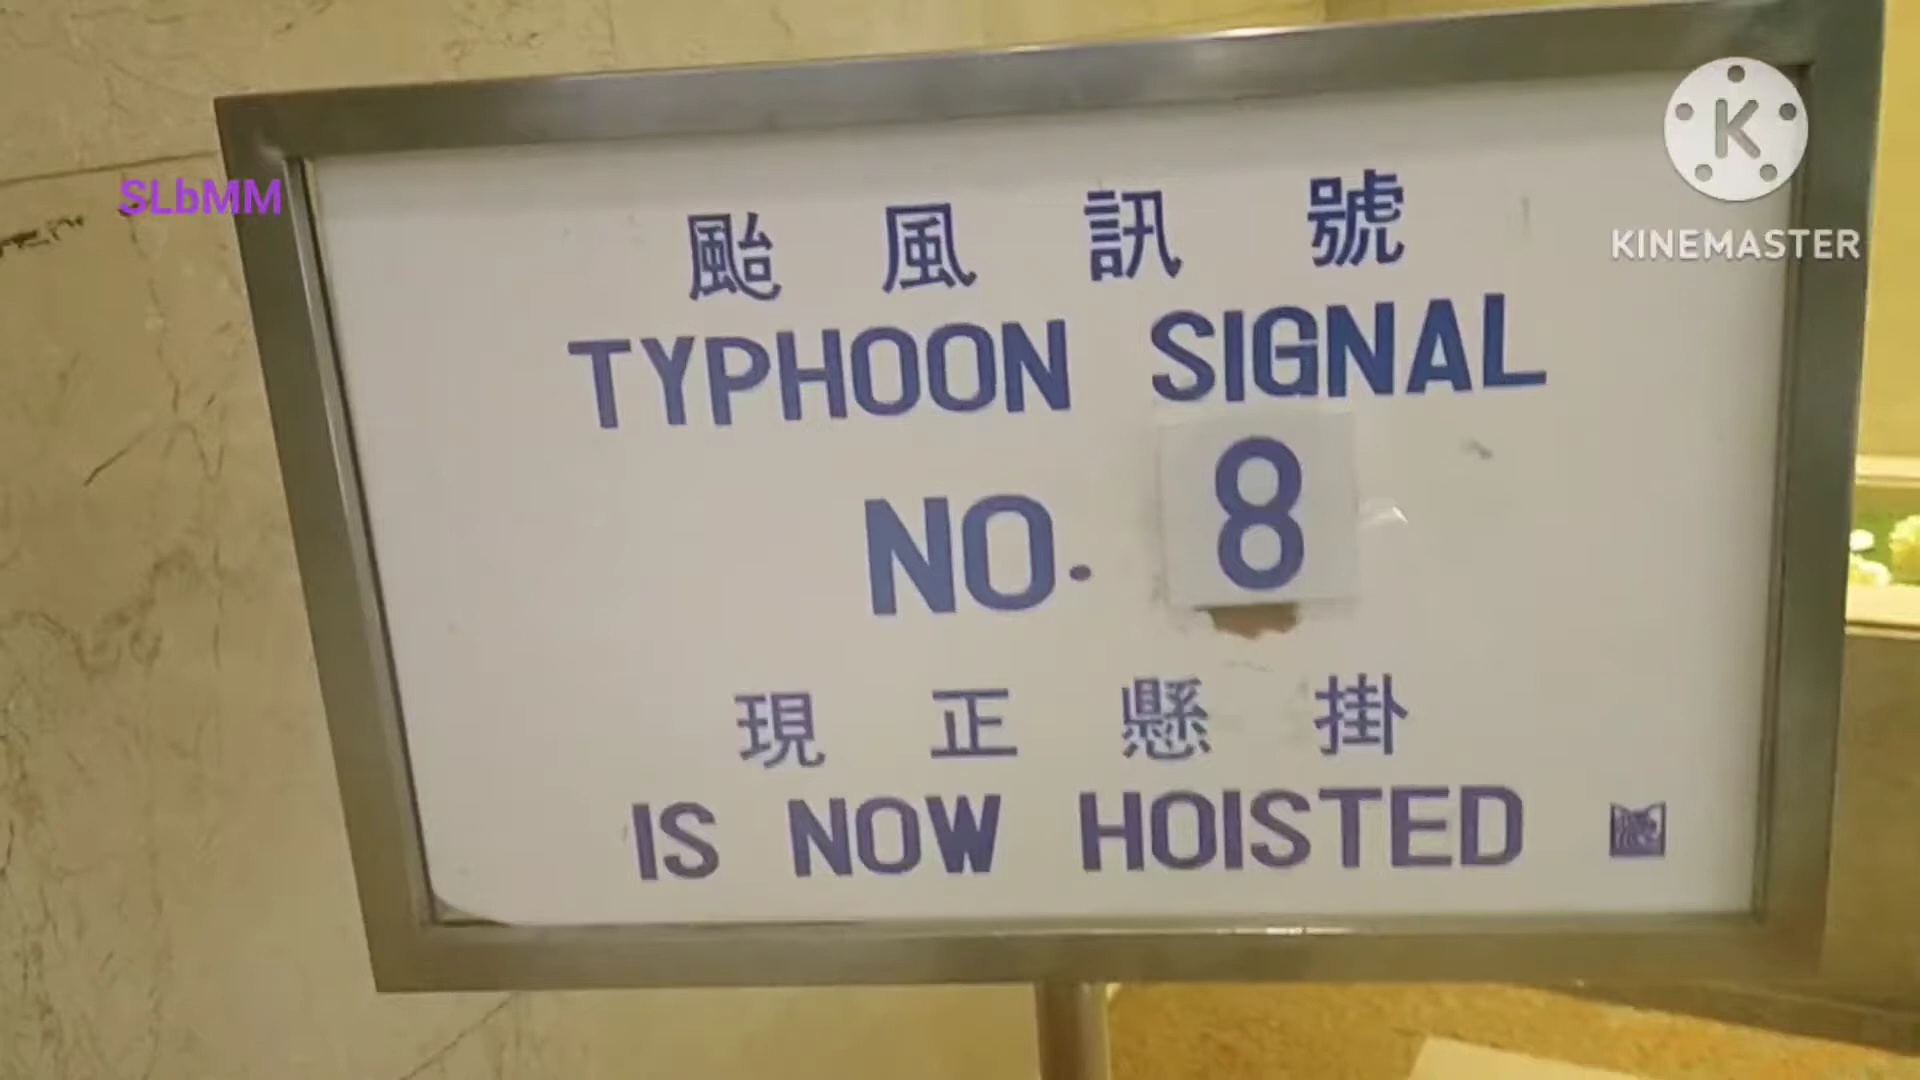 SLbMM
KINEMASTER
颱風訊號
TYPHOON SIGNAL
NO. 8
現正懸掛
IS NOW HOISTED